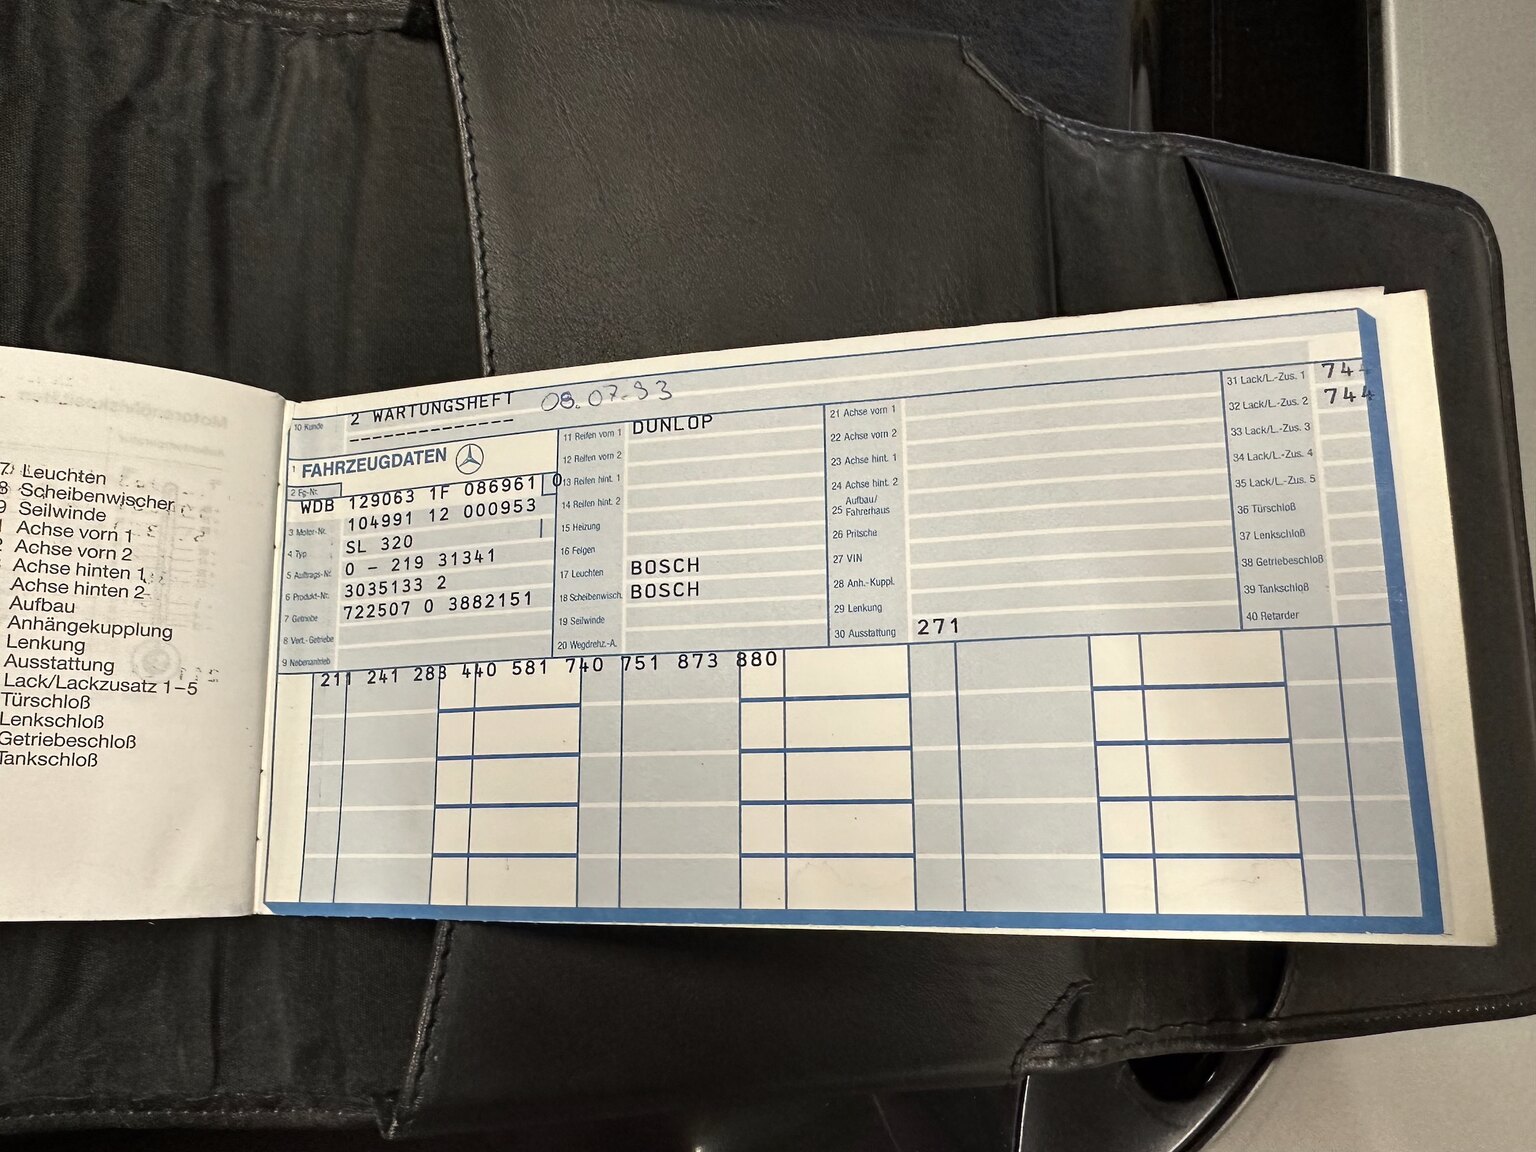 Leuchten
Scheibenwischer
Seilwinde
Achse vorn 1
Achse vorn 2
Achse hinten 1
Achse hinten 2
Aufbau
Anhängekupplung
Lenkung
Ausstattung
Lack/Lackzusatz 1–5
Türschloß
Lenkschloß
Getriebeschloß
Tankschloß
10 Kunde
2 WARTUNGSHEFT 08.07.93
--------------
1 FAHRZEUGDATEN
2 Fg-Nr.
WDB 129063 1F 086961 0
3 Motor-Nr. 104991 12 000953
4 Typ SL 320
5 Auftrags-Nr. 0 - 219 31341
6 Produkt-Nr. 3035133 2
7 Getriebe 722507 0 3882151
8 Vert.-Getriebe
9 Nebenantrieb
11 Reifen vorn 1 DUNLOP
12 Reifen vorn 2
13 Reifen hint. 1
14 Reifen hint. 2
15 Heizung
16 Felgen
17 Leuchten BOSCH
18 Scheibenwisch. BOSCH
19 Seilwinde
20 Wegdrehz.-A.
21 Achse vorn 1
22 Achse vorn 2
23 Achse hint. 1
24 Achse hint. 2
25 Aufbau/
Fahrerhaus
26 Pritsche
27 VIN
28 Anh.-Kuppl.
29 Lenkung
30 Ausstattung 271
31 Lack/L.-Zus. 1 744
32 Lack/L.-Zus. 2 744
33 Lack/L.-Zus. 3
34 Lack/L.-Zus. 4
35 Lack/L.-Zus. 5
36 Türschloß
37 Lenkschloß
38 Getriebeschloß
39 Tankschloß
40 Retarder
211 241 283 440 581 740 751 873 880